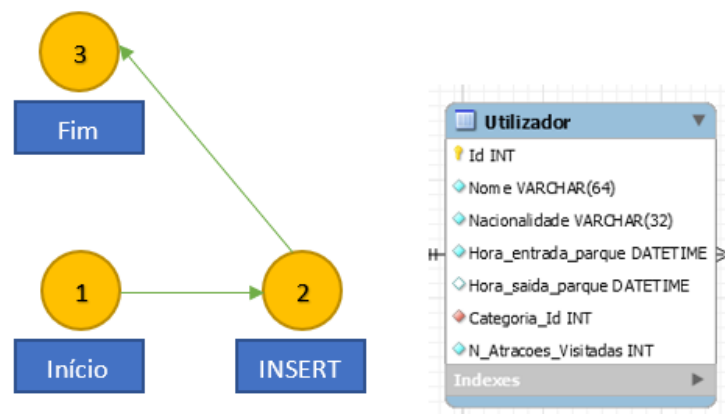 3
Fim
1
2
Início
INSERT
Utilizador
Id INT
Nome VARCHAR(64)
Nacionalidade VARCHAR(32)
Hora_entrada_parque DATETIME
Hora_saida_parque DATETIME
Categoria_Id INT
N_Atracoes_Visitadas INT
Indexes